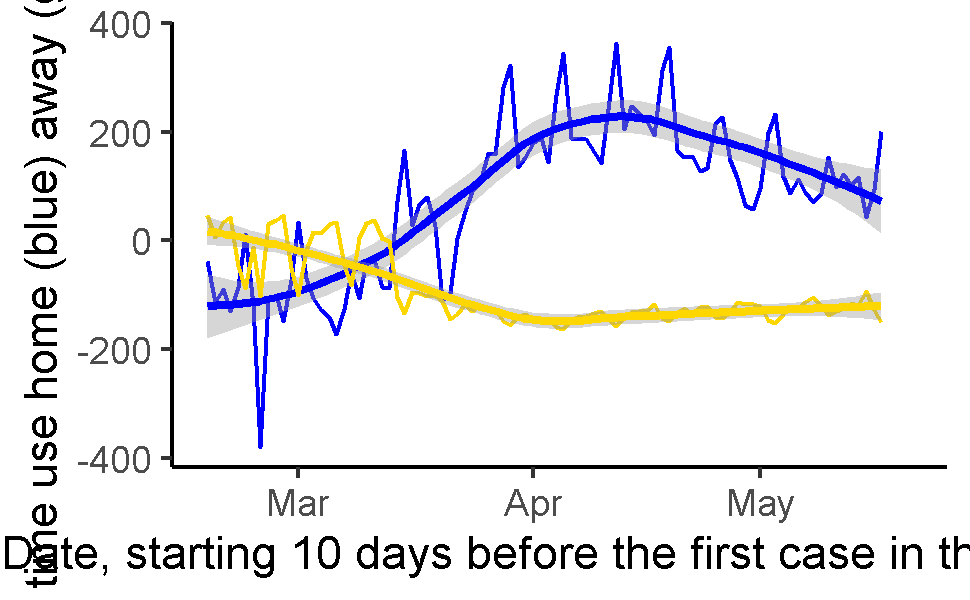 time use home (blue) away (
400
200
0
-200
-400
Mar Apr May
Date, starting 10 days before the first case in th